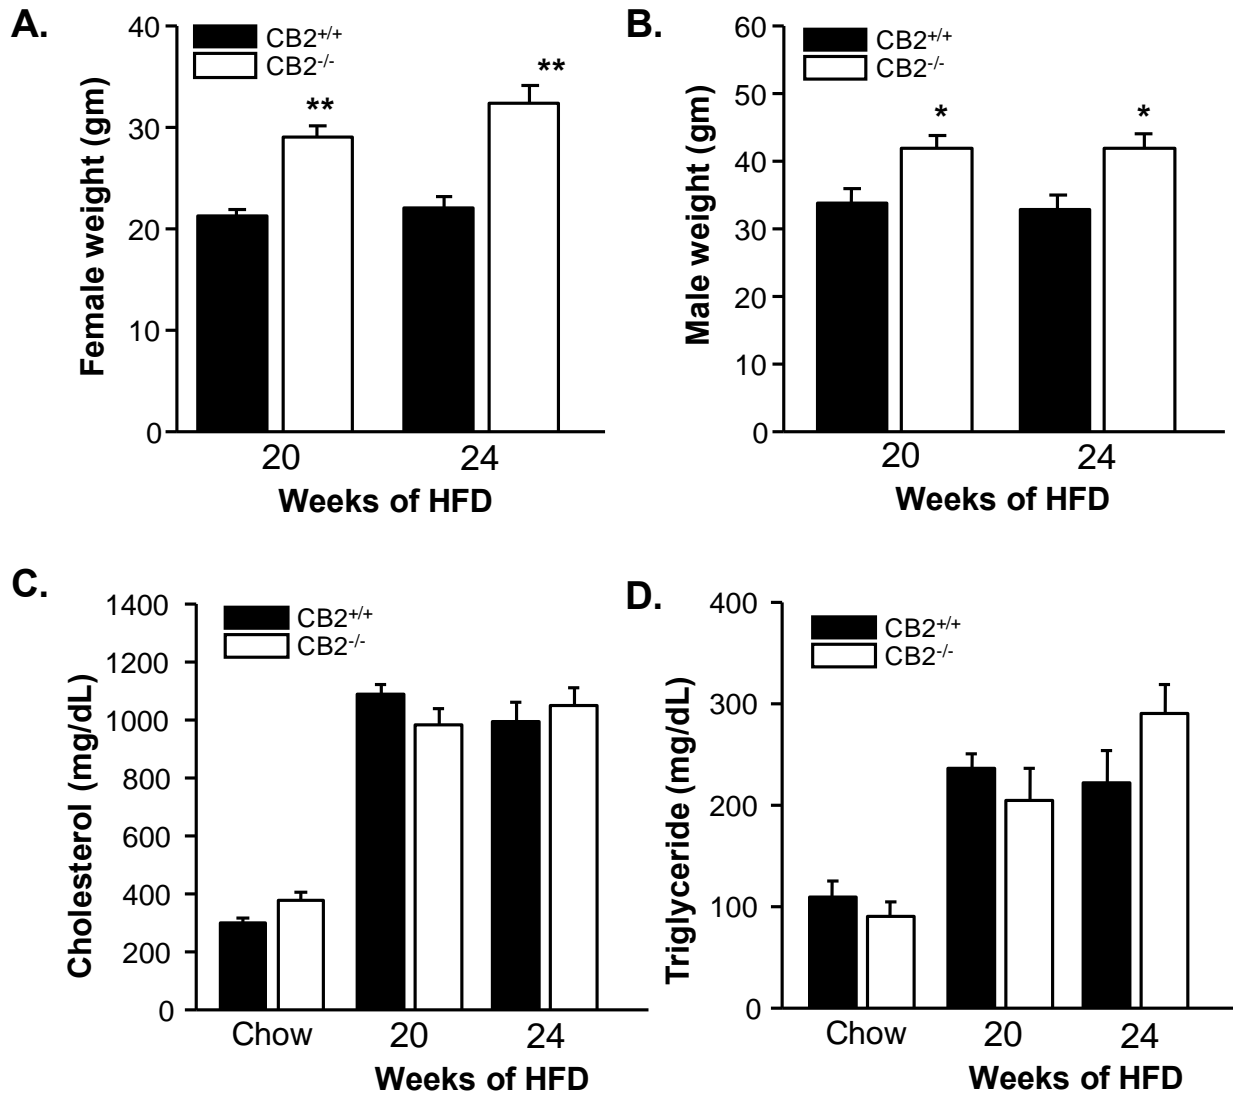 A.
40
30
20
10
0
Female weight (gm)
CB2+/+
CB2-/-
**
**
20
24
Weeks of HFD
B.
60
50
40
30
20
10
0
Male weight (gm)
CB2+/+
CB2-/-
*
*
20
24
Weeks of HFD
C.
1400
1200
1000
800
600
400
200
0
Cholesterol (mg/dL)
CB2+/+
CB2-/-
Chow
20
24
Weeks of HFD
D.
400
300
200
100
0
Triglyceride (mg/dL)
CB2+/+
CB2-/-
Chow
20
24
Weeks of HFD